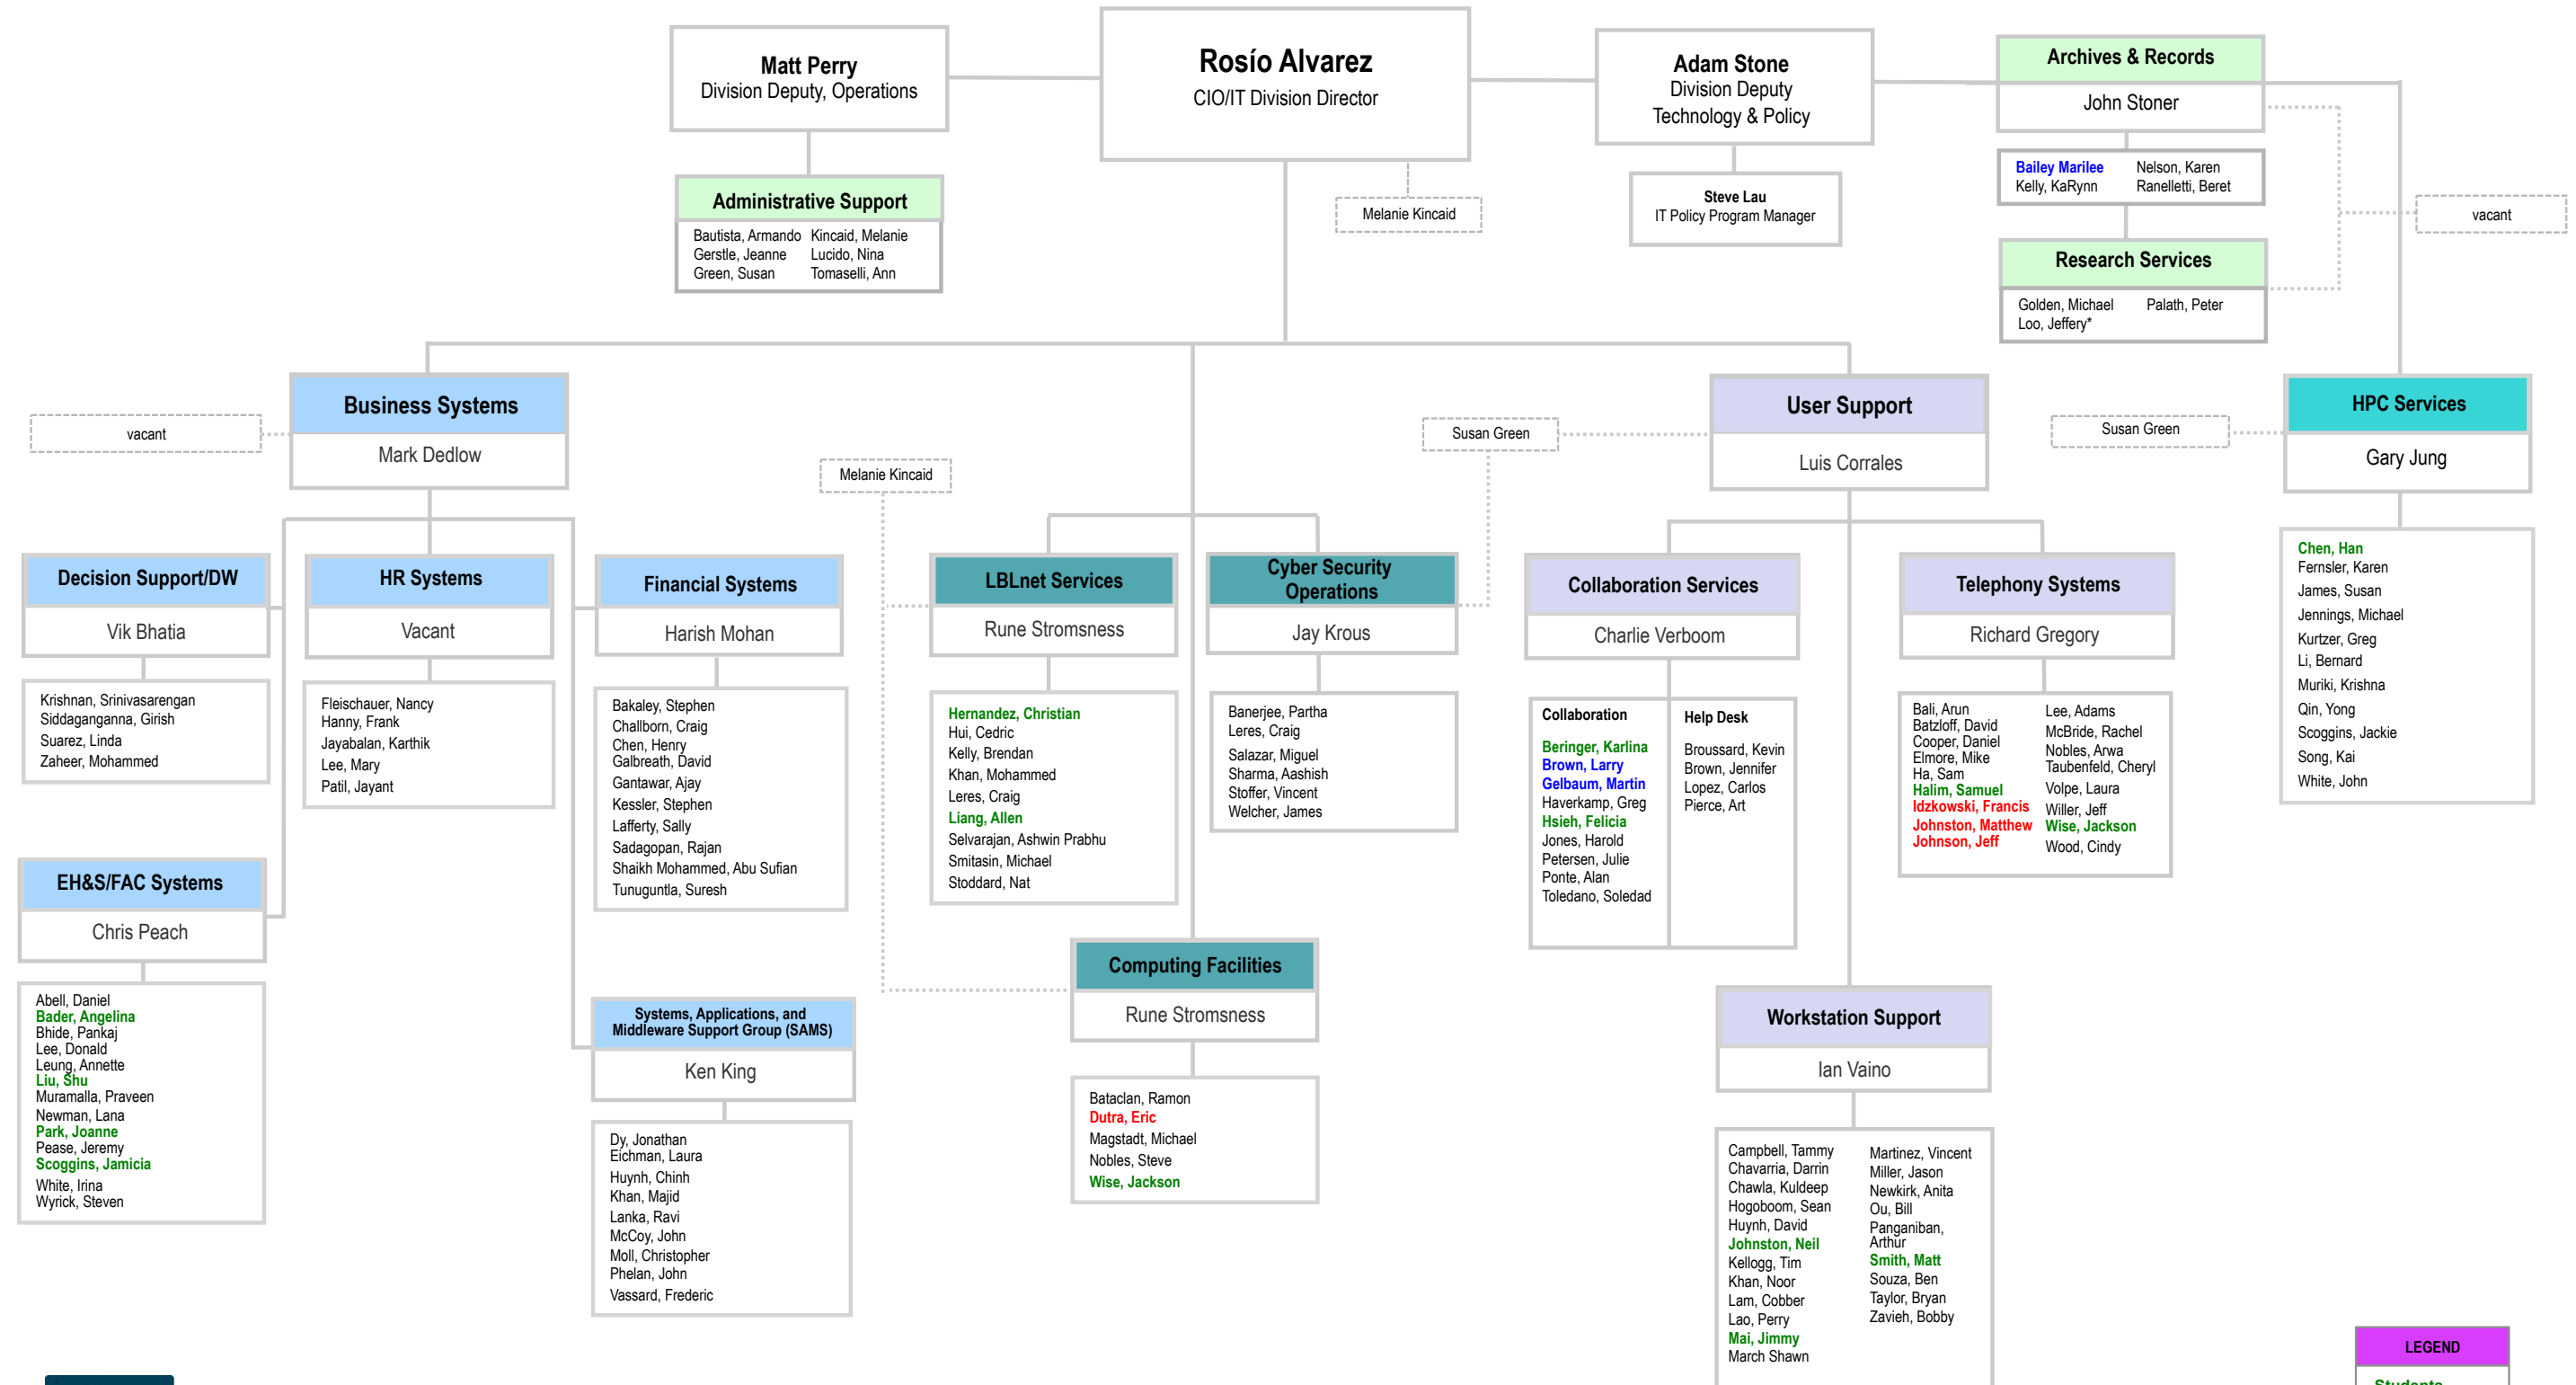 Matt Perry
Division Deputy, Operations
Rosío Alvarez
CIO/IT Division Director
Adam Stone
Division Deputy
Technology & Policy
Archives & Records
John Stoner
Bailey Marilee
Kelly, KaRynn
Nelson, Karen
Ranelletti, Beret
vacant
Administrative Support
Bautista, Armando
Gerstle, Jeanne
Green, Susan
Kincaid, Melanie
Lucido, Nina
Tomaselli, Ann
Melanie Kincaid
Steve Lau
IT Policy Program Manager
Research Services
Golden, Michael
Loo, Jeffery*
Palath, Peter
vacant
Business Systems
Mark Dedlow
Melanie Kincaid
Susan Green
User Support
Luis Corrales
Susan Green
HPC Services
Gary Jung
Decision Support/DW
Vik Bhatia
Krishnan, Srinivasarengan
Siddaganganna, Girish
Suarez, Linda
Zaheer, Mohammed
HR Systems
Vacant
Fleischauer, Nancy
Hanny, Frank
Jayabalan, Karthik
Lee, Mary
Patil, Jayant
Financial Systems
Harish Mohan
Bakaley, Stephen
Challborn, Craig
Chen, Henry
Galbreath, David
Gantawar, Ajay
Kessler, Stephen
Lafferty, Sally
Sadagopan, Rajan
Shaikh Mohammed, Abu Sufian
Tunuguntla, Suresh
LBLnet Services
Rune Stromsness
Hernandez, Christian
Hui, Cedric
Kelly, Brendan
Khan, Mohammed
Leres, Craig
Liang, Allen
Selvarajan, Ashwin Prabhu
Smitasin, Michael
Stoddard, Nat
Cyber Security
Operations
Jay Krous
Banerjee, Partha
Leres, Craig
Salazar, Miguel
Sharma, Aashish
Stoffer, Vincent
Welcher, James
Collaboration Services
Charlie Verboom
Collaboration
Beringer, Karlina
Brown, Larry
Gelbaum, Martin
Haverkamp, Greg
Hsieh, Felicia
Jones, Harold
Petersen, Julie
Ponte, Alan
Toledano, Soledad
Help Desk
Broussard, Kevin
Brown, Jennifer
Lopez, Carlos
Pierce, Art
Telephony Systems
Richard Gregory
Bali, Arun
Batzloff, David
Cooper, Daniel
Elmore, Mike
Ha, Sam
Halim, Samuel
Idzkowski, Francis
Johnston, Matthew
Johnson, Jeff
Lee, Adams
McBride, Rachel
Nobles, Arwa
Taubenfeld, Cheryl
Volpe, Laura
Willer, Jeff
Wise, Jackson
Wood, Cindy
Chen, Han
Fernsler, Karen
James, Susan
Jennings, Michael
Kurtzer, Greg
Li, Bernard
Muriki, Krishna
Qin, Yong
Scoggins, Jackie
Song, Kai
White, John
EH&S/FAC Systems
Chris Peach
Abell, Daniel
Bader, Angelina
Bhide, Pankaj
Lee, Donald
Leung, Annette
Liu, Shu
Muramalla, Praveen
Newman, Lana
Park, Joanne
Pease, Jeremy
Scoggins, Jamicia
White, Irina
Wyrick, Steven
Systems, Applications, and
Middleware Support Group (SAMS)
Ken King
Dy, Jonathan
Eichman, Laura
Huynh, Chinh
Khan, Majid
Lanka, Ravi
McCoy, John
Moll, Christopher
Phelan, John
Vassard, Frederic
Computing Facilities
Rune Stromsness
Bataclan, Ramon
Dutra, Eric
Magstadt, Michael
Nobles, Steve
Wise, Jackson
Workstation Support
Ian Vaino
Campbell, Tammy
Chavarria, Darrin
Chawla, Kuldeep
Hogoboom, Sean
Huynh, David
Johnston, Neil
Kellogg, Tim
Khan, Noor
Lam, Cobber
Lao, Perry
Mai, Jimmy
March Shawn
Martinez, Vincent
Miller, Jason
Newkirk, Anita
Ou, Bill
Panganiban,
Arthur
Smith, Matt
Souza, Ben
Taylor, Bryan
Zavieh, Bobby
LEGEND
Students